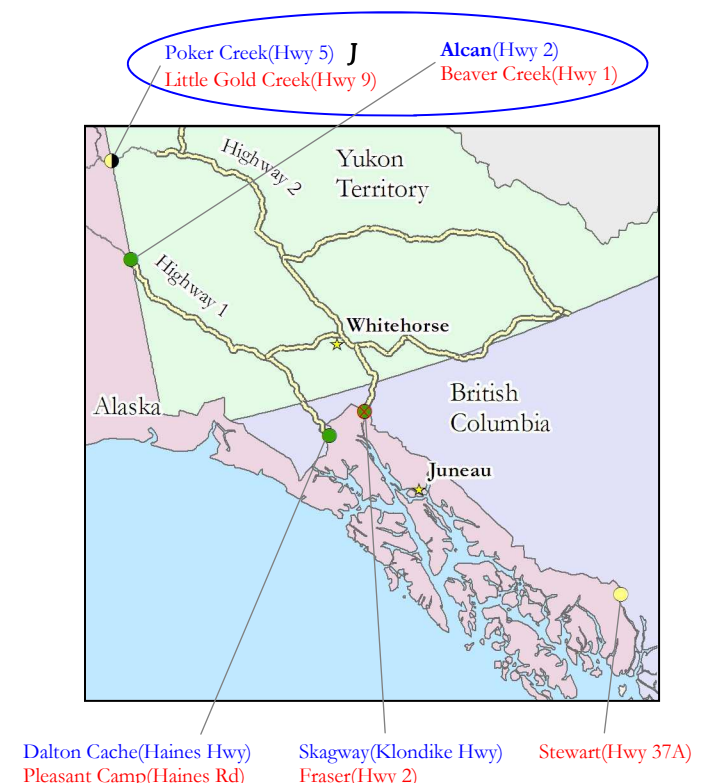 Poker Creek(Hwy 5) J
Little Gold Creek(Hwy 9)
Alcan(Hwy 2)
Beaver Creek(Hwy 1)
Highway 2
Yukon
Territory
Highway 1
Whitehorse
Alaska
British
Columbia
Juneau
Dalton Cache(Haines Hwy)
Pleasant Camp(Haines Rd)
Skagway(Klondike Hwy)
Fraser(Hwy 2)
Stewart(Hwy 37A)